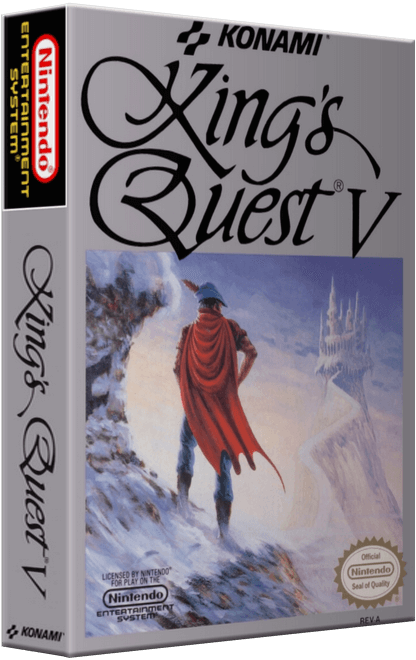 Nintendo®
ENTERTAINMENT
SYSTEM®
King's Quest® V
KONAMI®
KONAMI®
King's
Quest® V
LICENSED BY NINTENDO®
FOR PLAY ON THE
Nintendo
ENTERTAINMENT
SYSTEM®
Official
Nintendo
Seal of Quality
REV-A